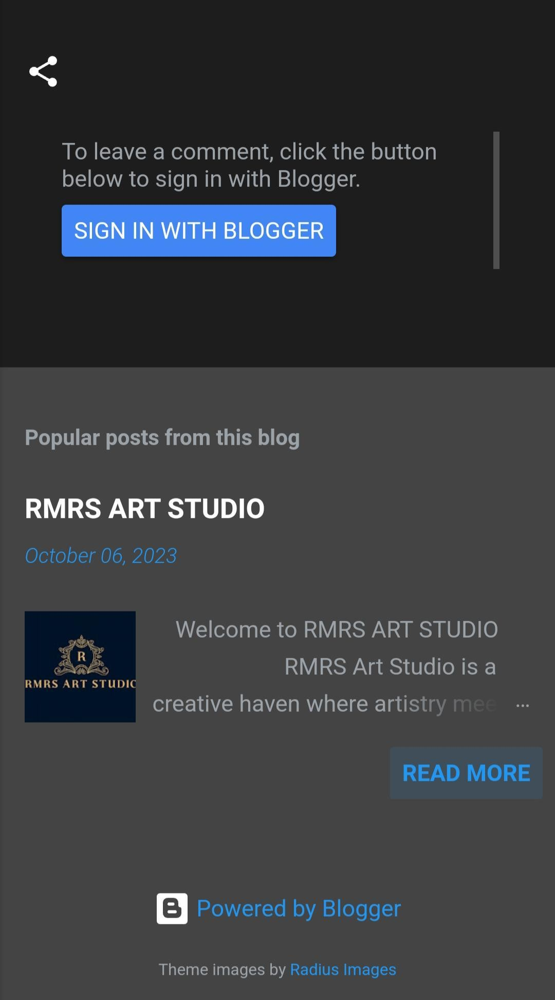 To leave a comment, click the button
below to sign in with Blogger.
SIGN IN WITH BLOGGER
Popular posts from this blog
RMRS ART STUDIO
October 06, 2023
R
RMRS ART STUDIO
Welcome to RMRS ART STUDIO
RMRS Art Studio is a
creative haven where artistry mee ...
READ MORE
Powered by Blogger
Theme images by Radius Images